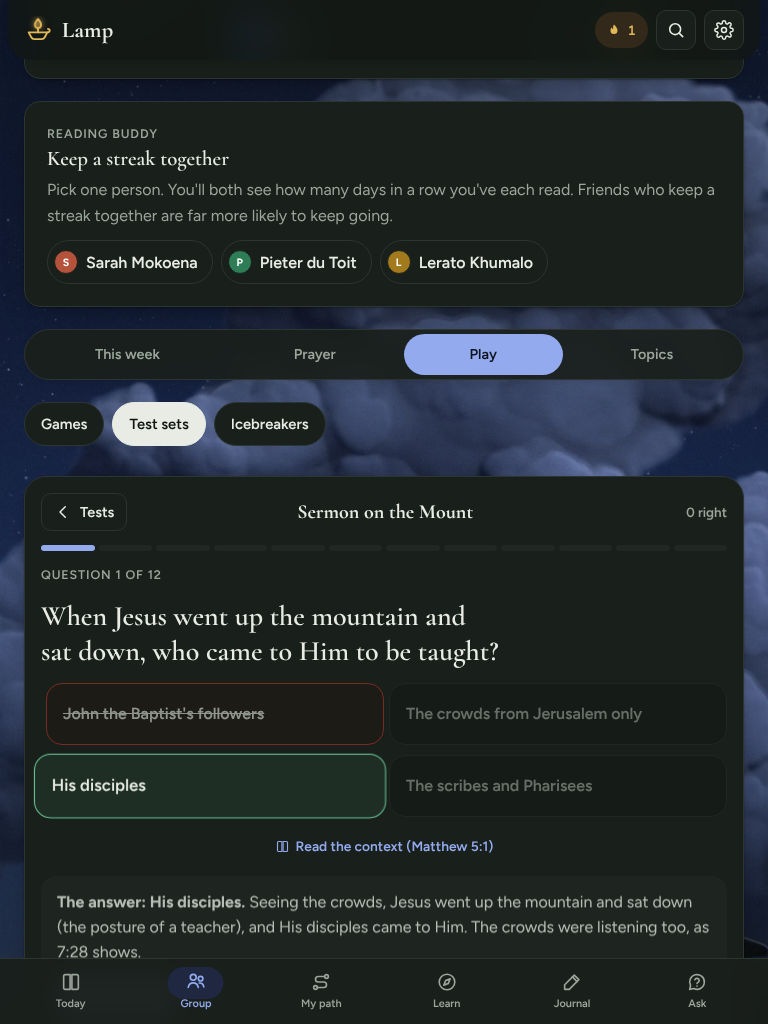 Lamp
1
READING BUDDY
Keep a streak together
Pick one person. You'll both see how many days in a row you've each read. Friends who keep a
streak together are far more likely to keep going.
S Sarah Mokoena P Pieter du Toit L Lerato Khumalo
This week Prayer Play Topics
Games Test sets Icebreakers
Tests Sermon on the Mount 0 right
QUESTION 1 OF 12
When Jesus went up the mountain and
sat down, who came to Him to be taught?
John the Baptist's followers The crowds from Jerusalem only
His disciples The scribes and Pharisees
Read the context (Matthew 5:1)
The answer: His disciples. Seeing the crowds, Jesus went up the mountain and sat down
(the posture of a teacher), and His disciples came to Him. The crowds were listening too, as
7:28 shows.
Today Group My path Learn Journal Ask